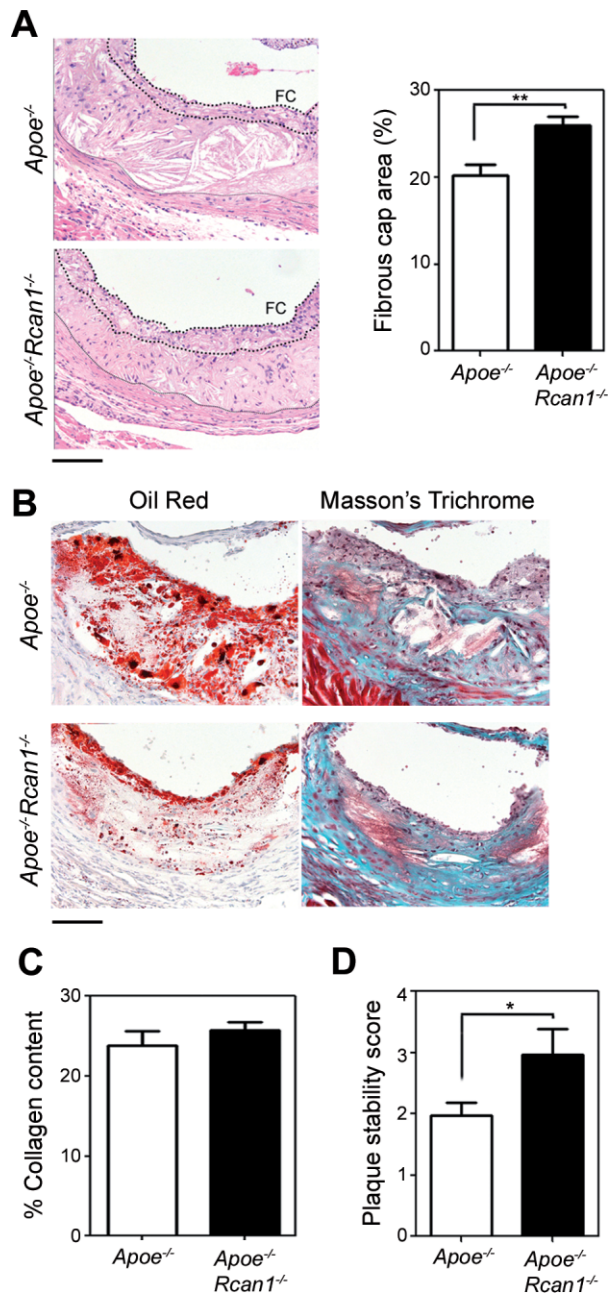 A
Apoe-/-
FC
Apoe-/-Rcan1-/-
FC
Fibrous cap area (%)
30
20
10
0
**
Apoe-/-
Apoe-/-
Rcan1-/-
B
Oil Red
Masson's Trichrome
Apoe-/-
Apoe-/-Rcan1-/-
C
% Collagen content
30
20
10
0
Apoe-/-
Apoe-/-
Rcan1-/-
D
Plaque stability score
4
3
2
1
0
*
Apoe-/-
Apoe-/-
Rcan1-/-